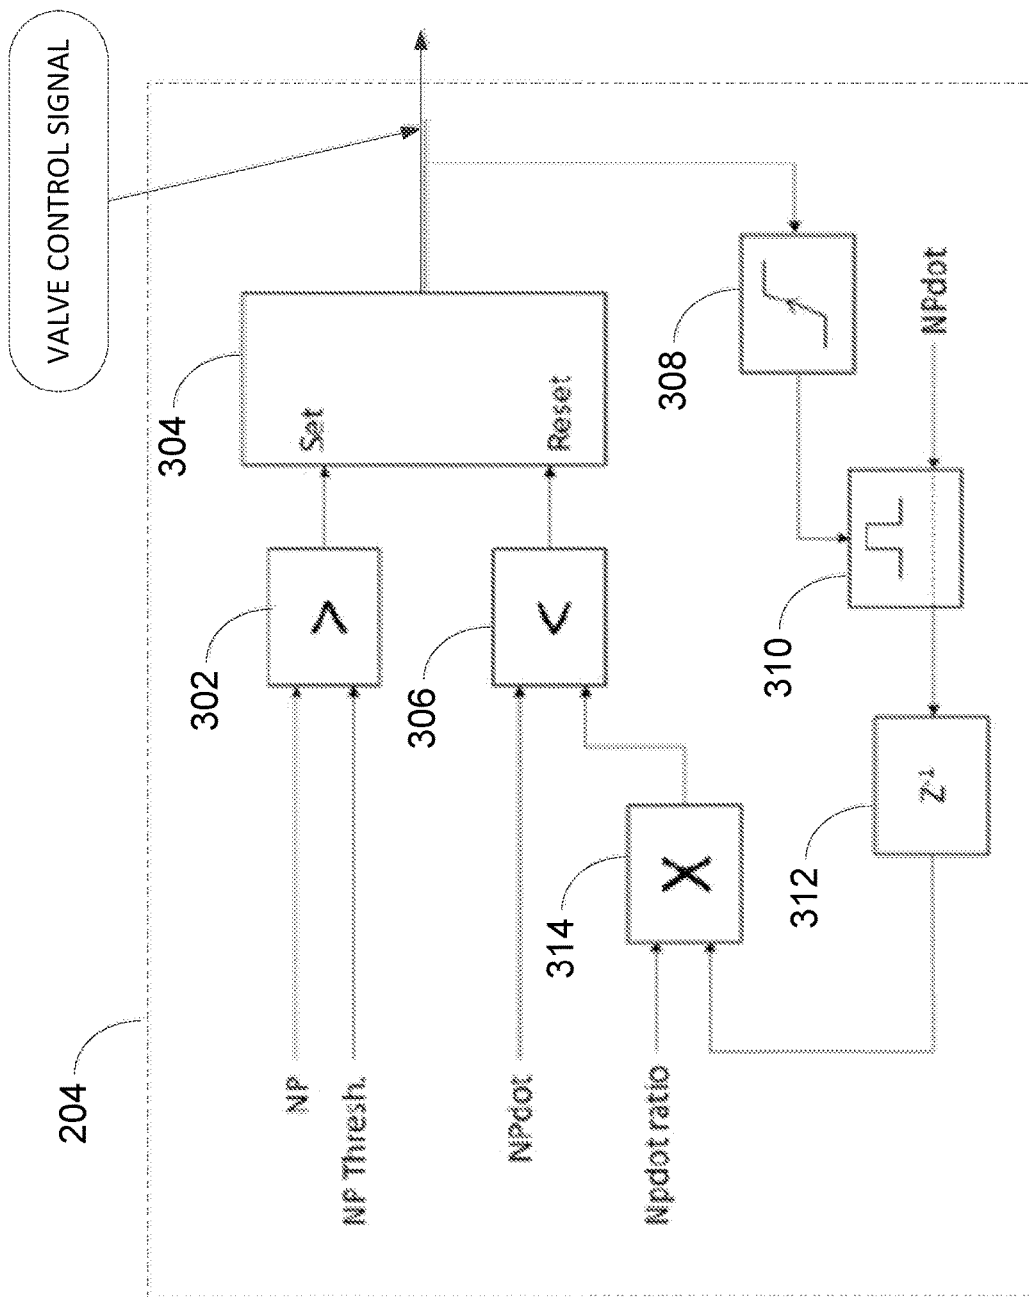 VALVE CONTROL SIGNAL
204
NP
NP Thresh.
302
>
304
Set
Reset
NPdot
306
<
Npdot ratio
314
X
308
NPdot
310
312
Z-1